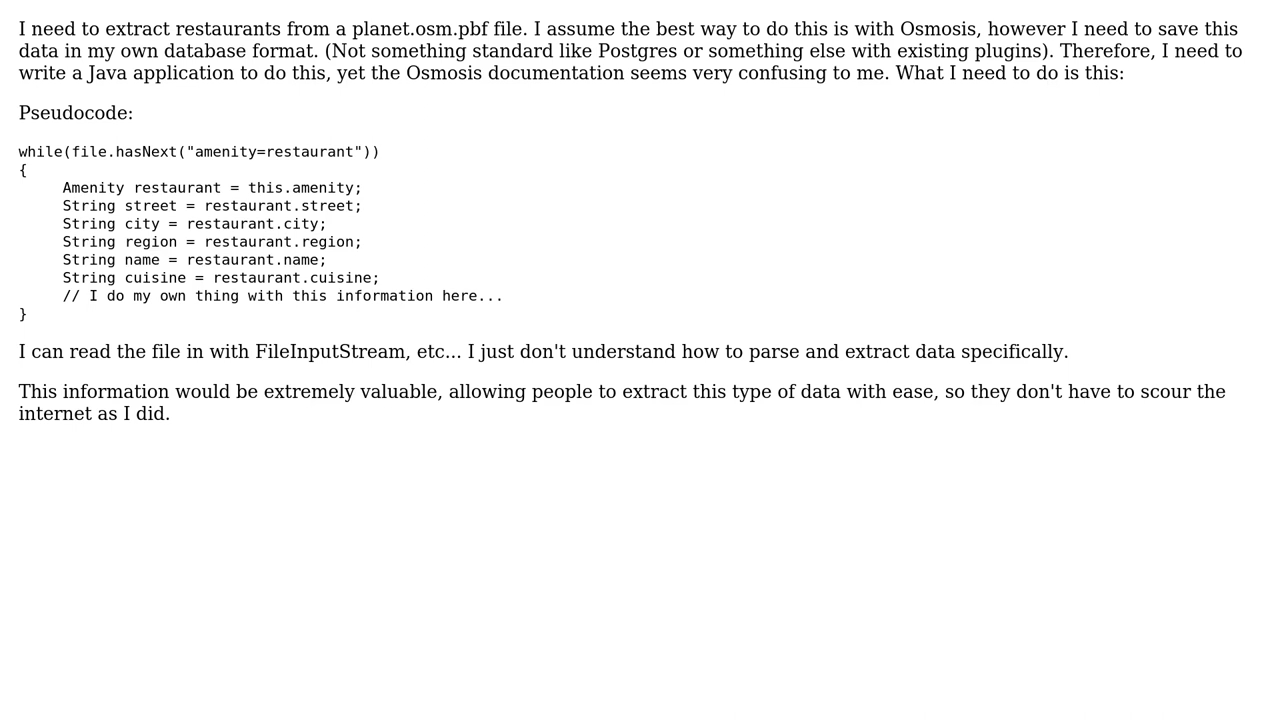 I need to extract restaurants from a planet.osm.pbf file. I assume the best way to do this is with Osmosis, however I need to save this
data in my own database format. (Not something standard like Postgres or something else with existing plugins). Therefore, I need to
write a Java application to do this, yet the Osmosis documentation seems very confusing to me. What I need to do is this:
Pseudocode:
while(file.hasNext("amenity=restaurant"))
{
     Amenity restaurant = this.amenity;
     String street = restaurant.street;
     String city = restaurant.city;
     String region = restaurant.region;
     String name = restaurant.name;
     String cuisine = restaurant.cuisine;
     // I do my own thing with this information here...
}
I can read the file in with FileInputStream, etc... I just don't understand how to parse and extract data specifically.
This information would be extremely valuable, allowing people to extract this type of data with ease, so they don't have to scour the
internet as I did.